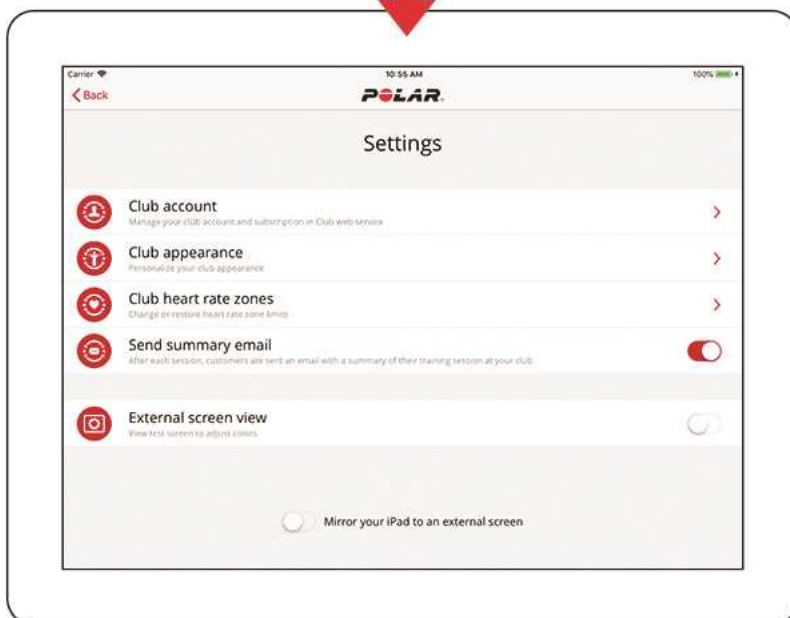 Carrier
10:55 AM
100%
Back
POLAR.
Settings
Club account
Manage your club account and subscription in Club web service
Club appearance
Personalize your club appearance
Club heart rate zones
Change or restore heart rate zone limits
Send summary email
After each session, customers are sent an email with a summary of their training session at your club
External screen view
View test screen to adjust colors
Mirror your iPad to an external screen